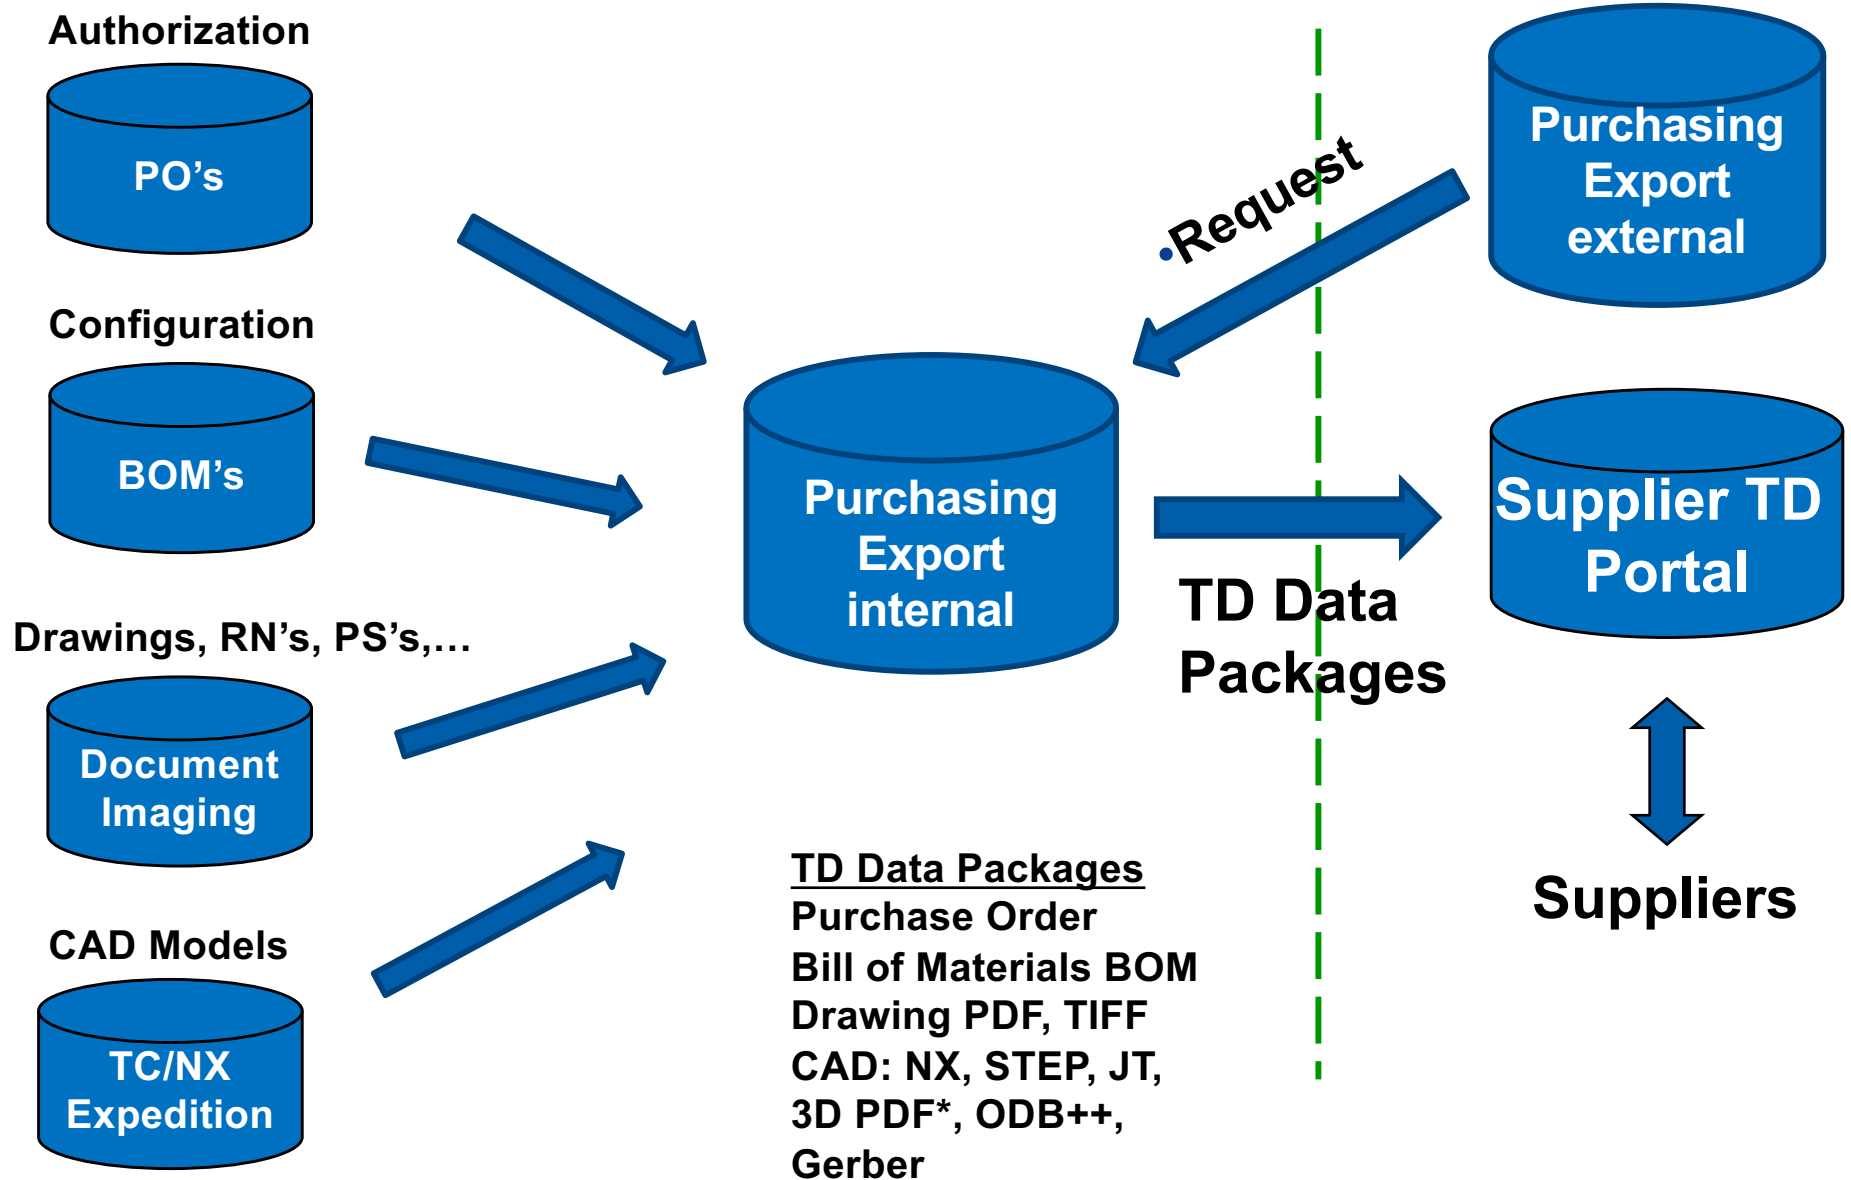 Authorization
PO’s
Configuration
BOM’s
Drawings, RN’s, PS’s,…
Document
Imaging
CAD Models
TC/NX
Expedition
Purchasing
Export
internal
•Request
Purchasing
Export
external
TD Data
Packages
Supplier TD
Portal
Suppliers
TD Data Packages
Purchase Order
Bill of Materials BOM
Drawing PDF, TIFF
CAD: NX, STEP, JT,
3D PDF*, ODB++,
Gerber